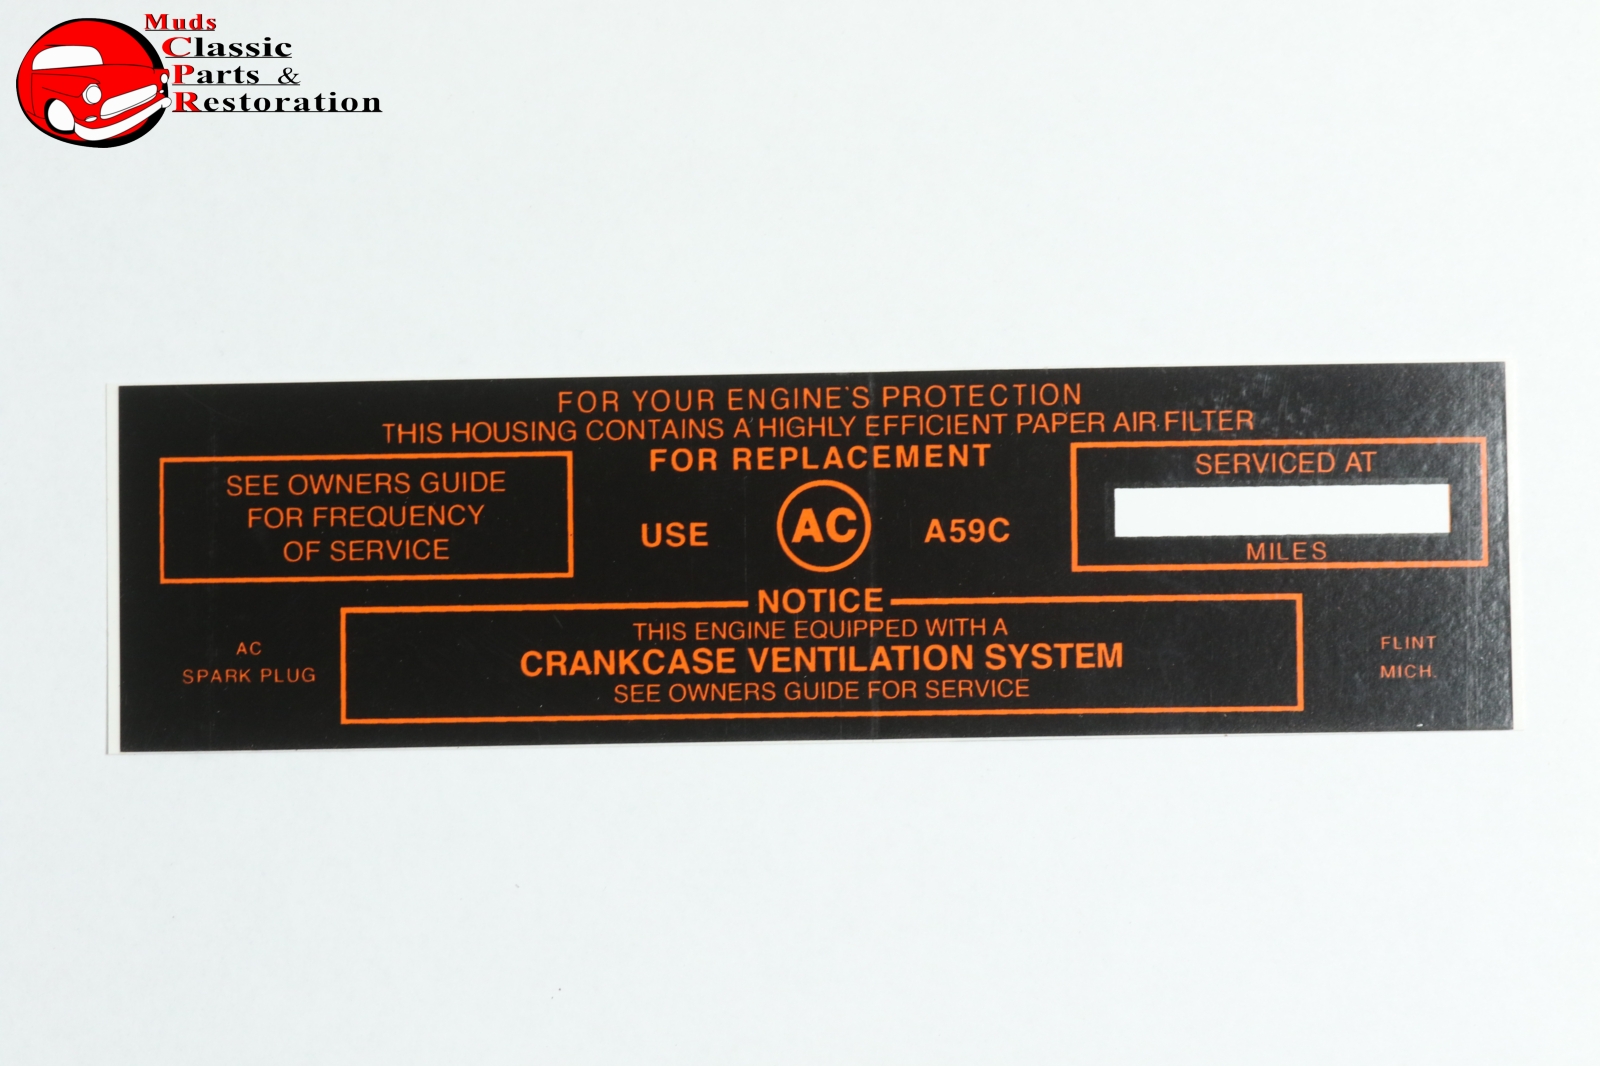 Muds
Classic
Parts &
Restoration
FOR YOUR ENGINE'S PROTECTION
THIS HOUSING CONTAINS A HIGHLY EFFICIENT PAPER AIR FILTER
FOR REPLACEMENT
SEE OWNERS GUIDE
FOR FREQUENCY
OF SERVICE
USE AC A59C
SERVICED AT
MILES
NOTICE
THIS ENGINE EQUIPPED WITH A
CRANKCASE VENTILATION SYSTEM
SEE OWNERS GUIDE FOR SERVICE
AC
SPARK PLUG
FLINT
MICH.